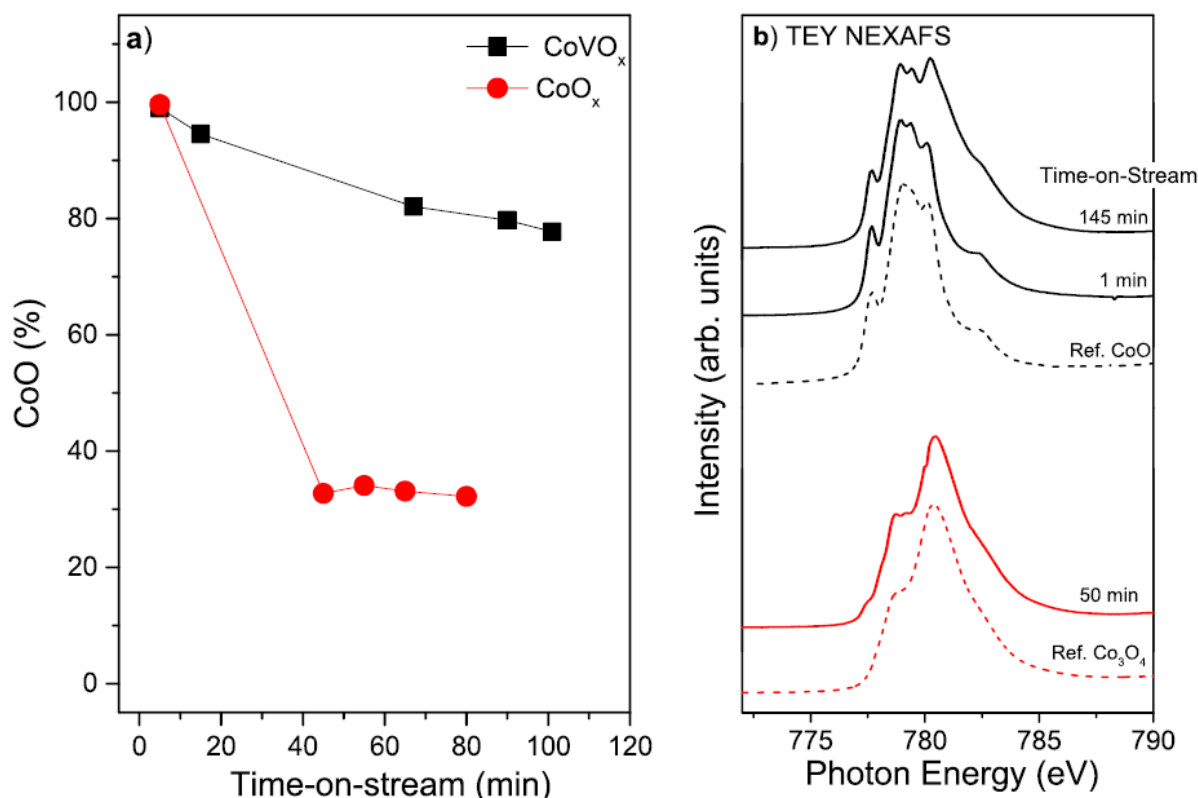 a)
CoVOₓ
CoOₓ
100
80
60
40
20
0
CoO (%)
0 20 40 60 80 100 120
Time-on-stream (min)
b) TEY NEXAFS
Time-on-Stream
145 min
1 min
Ref. CoO
50 min
Ref. Co₃O₄
Intensity (arb. units)
775 780 785 790
Photon Energy (eV)